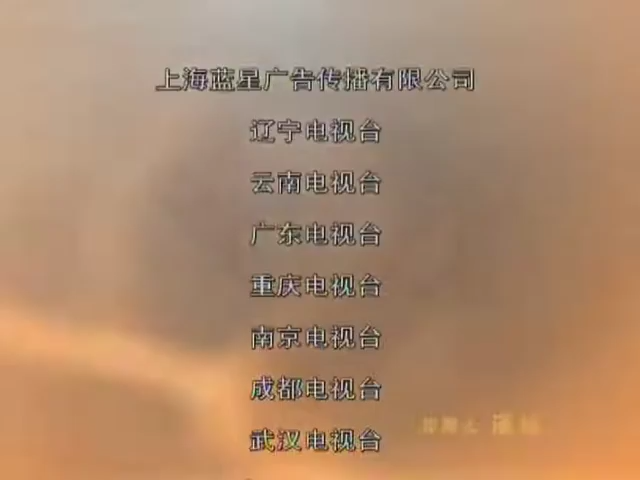 上海蓝星广告传播有限公司
辽宁电视台
云南电视台
广东电视台
重庆电视台
南京电视台
成都电视台
武汉电视台